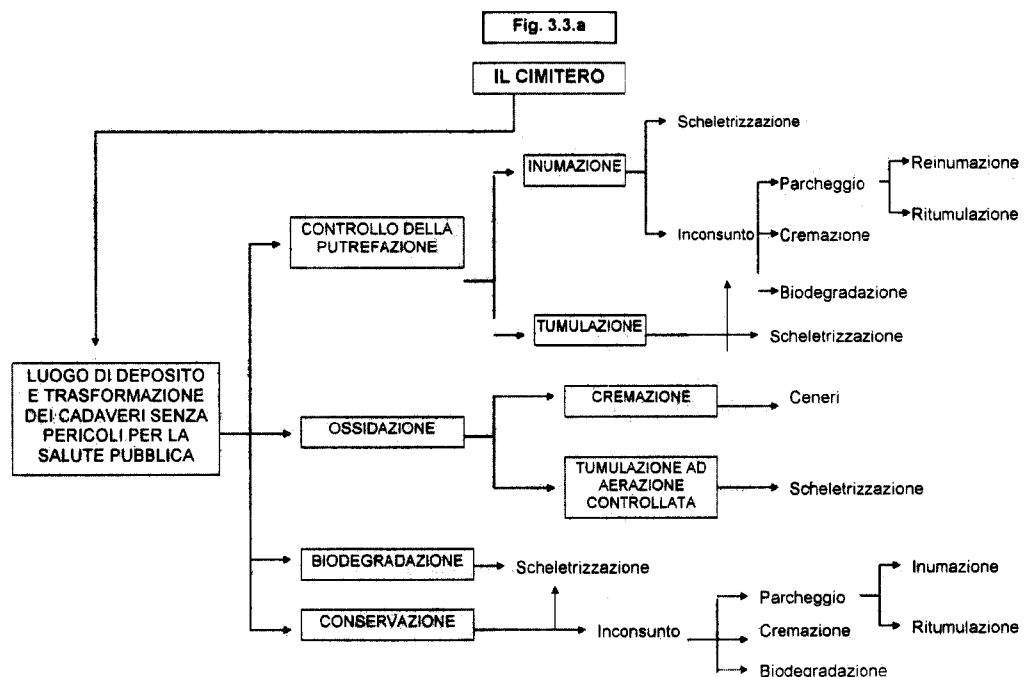 Fig. 3.3.a
IL CIMITERO
Scheletrizzazione
INUMAZIONE
Reinumazione
Parcheggio
Ritumulazione
CONTROLLO DELLA
PUTREFAZIONE
Inconsunto
Cremazione
Biodegradazione
TUMULAZIONE
Scheletrizzazione
LUOGO DI DEPOSITO
E TRASFORMAZIONE
DEI CADAVERI SENZA
PERICOLI PER LA
SALUTE PUBBLICA
CREMAZIONE
Ceneri
OSSIDAZIONE
TUMULAZIONE AD
AERAZIONE
CONTROLLATA
Scheletrizzazione
BIODEGRADAZIONE
Scheletrizzazione
Inumazione
Parcheggio
CONSERVAZIONE
Inconsunto
Cremazione
Ritumulazione
Biodegradazione